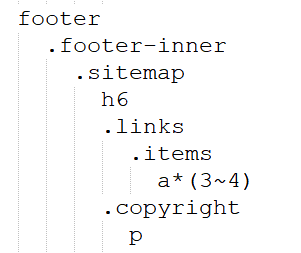 footer
.footer-inner
.sitemap
h6
.links
.items
a*(3~4)
.copyright
p